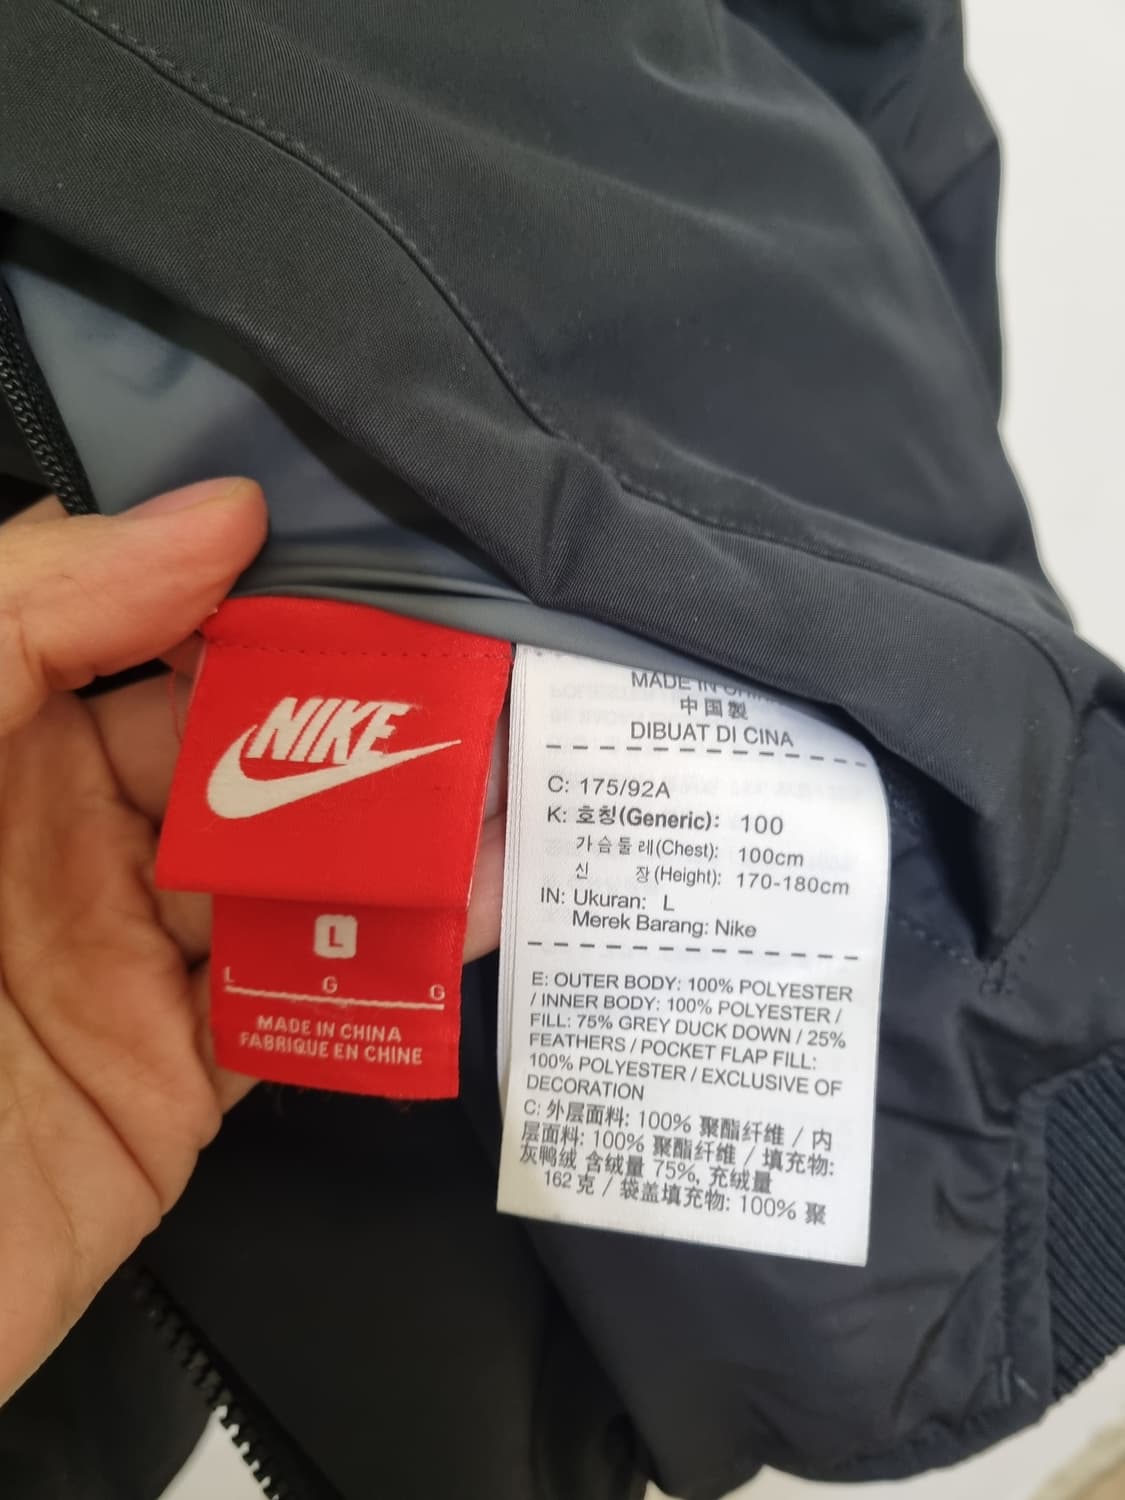 NIKE
L
L G G
MADE IN CHINA
FABRIQUE EN CHINE
MADE IN CHINA
中国製
DIBUAT DI CINA
C: 175/92A
K: 호칭(Generic): 100
가슴둘레(Chest): 100cm
신 장(Height): 170-180cm
IN: Ukuran: L
Merek Barang: Nike
E: OUTER BODY: 100% POLYESTER
/ INNER BODY: 100% POLYESTER /
FILL: 75% GREY DUCK DOWN / 25%
FEATHERS / POCKET FLAP FILL:
100% POLYESTER / EXCLUSIVE OF
DECORATION
C: 外层面料: 100% 聚酯纤维 / 内
层面料: 100% 聚酯纤维 / 填充物:
灰鸭绒 含绒量 75%, 充绒量
162克 / 袋盖填充物: 100% 聚